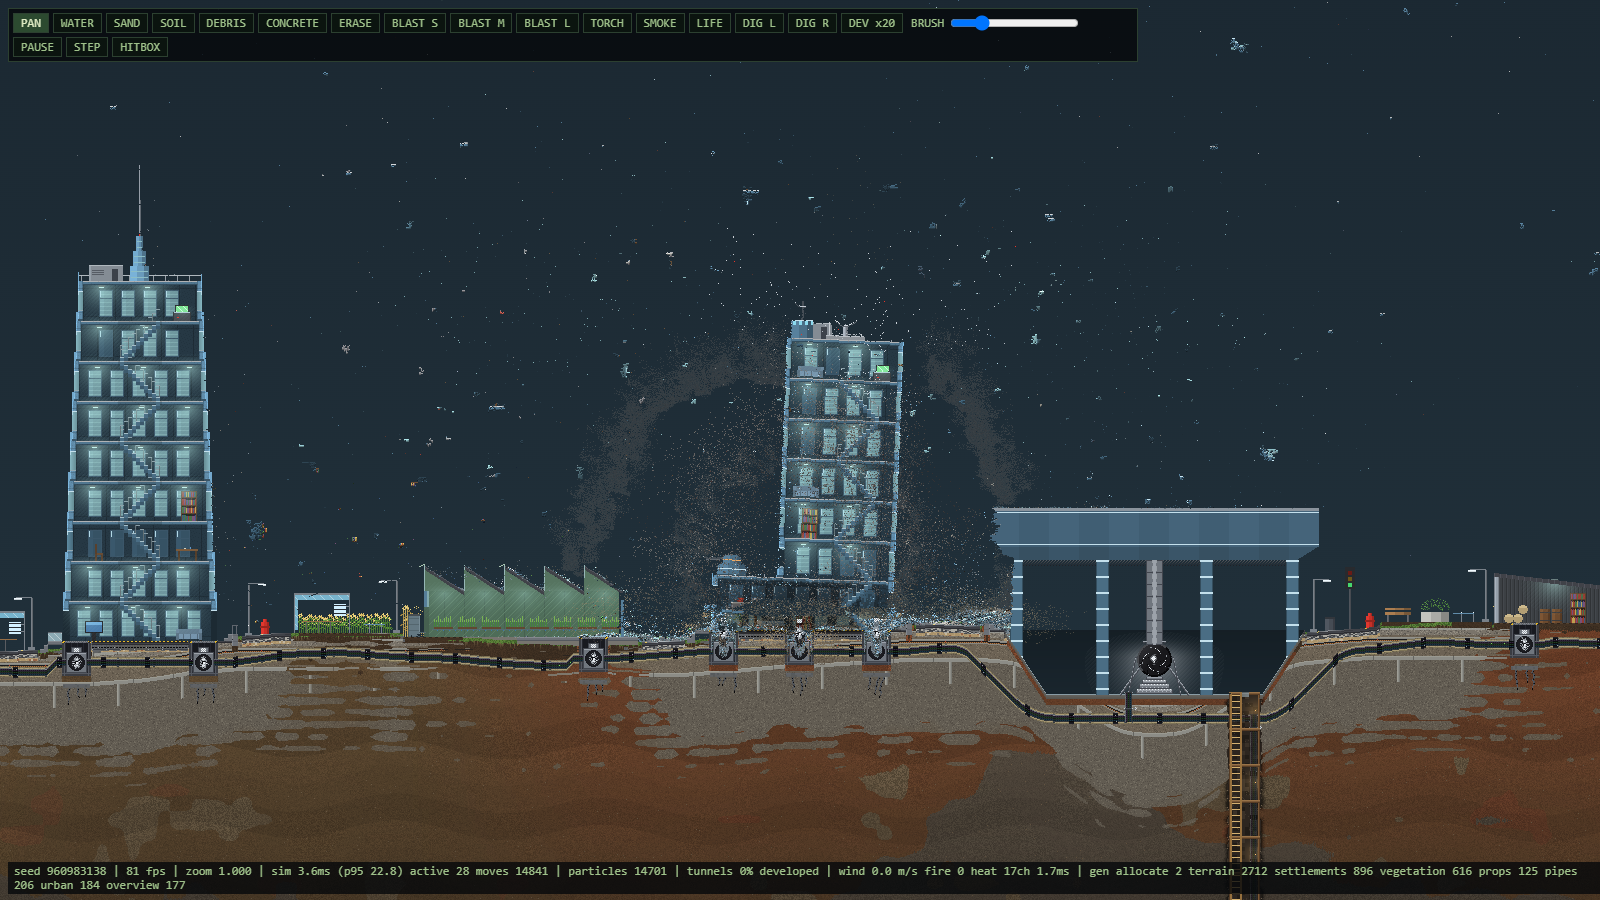 PAN WATER SAND SOIL DEBRIS CONCRETE ERASE BLAST S BLAST M BLAST L TORCH SMOKE LIFE DIG L DIG R DEV x20 BRUSH
PAUSE STEP HITBOX
seed 960983138 | 81 fps | zoom 1.000 | sim 3.6ms (p95 22.8) active 28 moves 14841 | particles 14701 | tunnels 0% developed | wind 0.0 m/s fire 0 heat 17ch 1.7ms | gen allocate 2 terrain 2712 settlements 896 vegetation 616 props 125 pipes
206 urban 184 overview 177